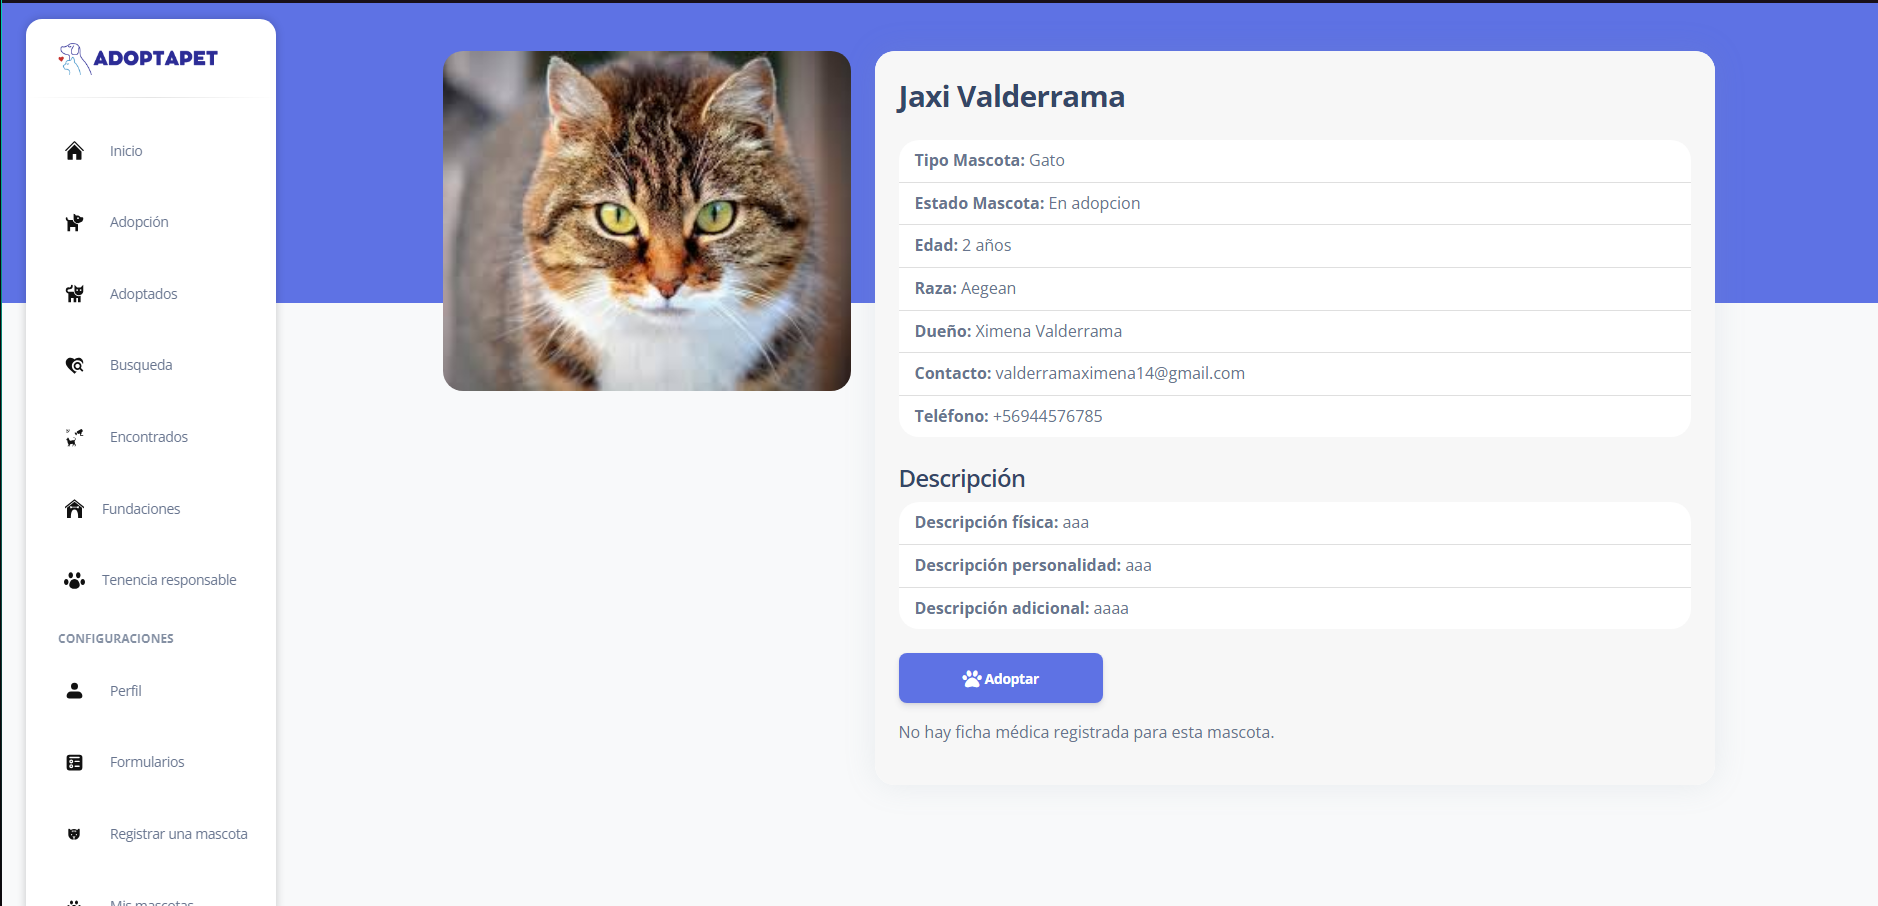 ADOPTAPET
Inicio
Adopción
Adoptados
Busqueda
Encontrados
Fundaciones
Tenencia responsable
CONFIGURACIONES
Perfil
Formularios
Registrar una mascota
Mis mascotas
Jaxi Valderrama
Tipo Mascota: Gato
Estado Mascota: En adopcion
Edad: 2 años
Raza: Aegean
Dueño: Ximena Valderrama
Contacto: valderramaximena14@gmail.com
Teléfono: +56944576785
Descripción
Descripción física: aaa
Descripción personalidad: aaa
Descripción adicional: aaaa
Adoptar
No hay ficha médica registrada para esta mascota.